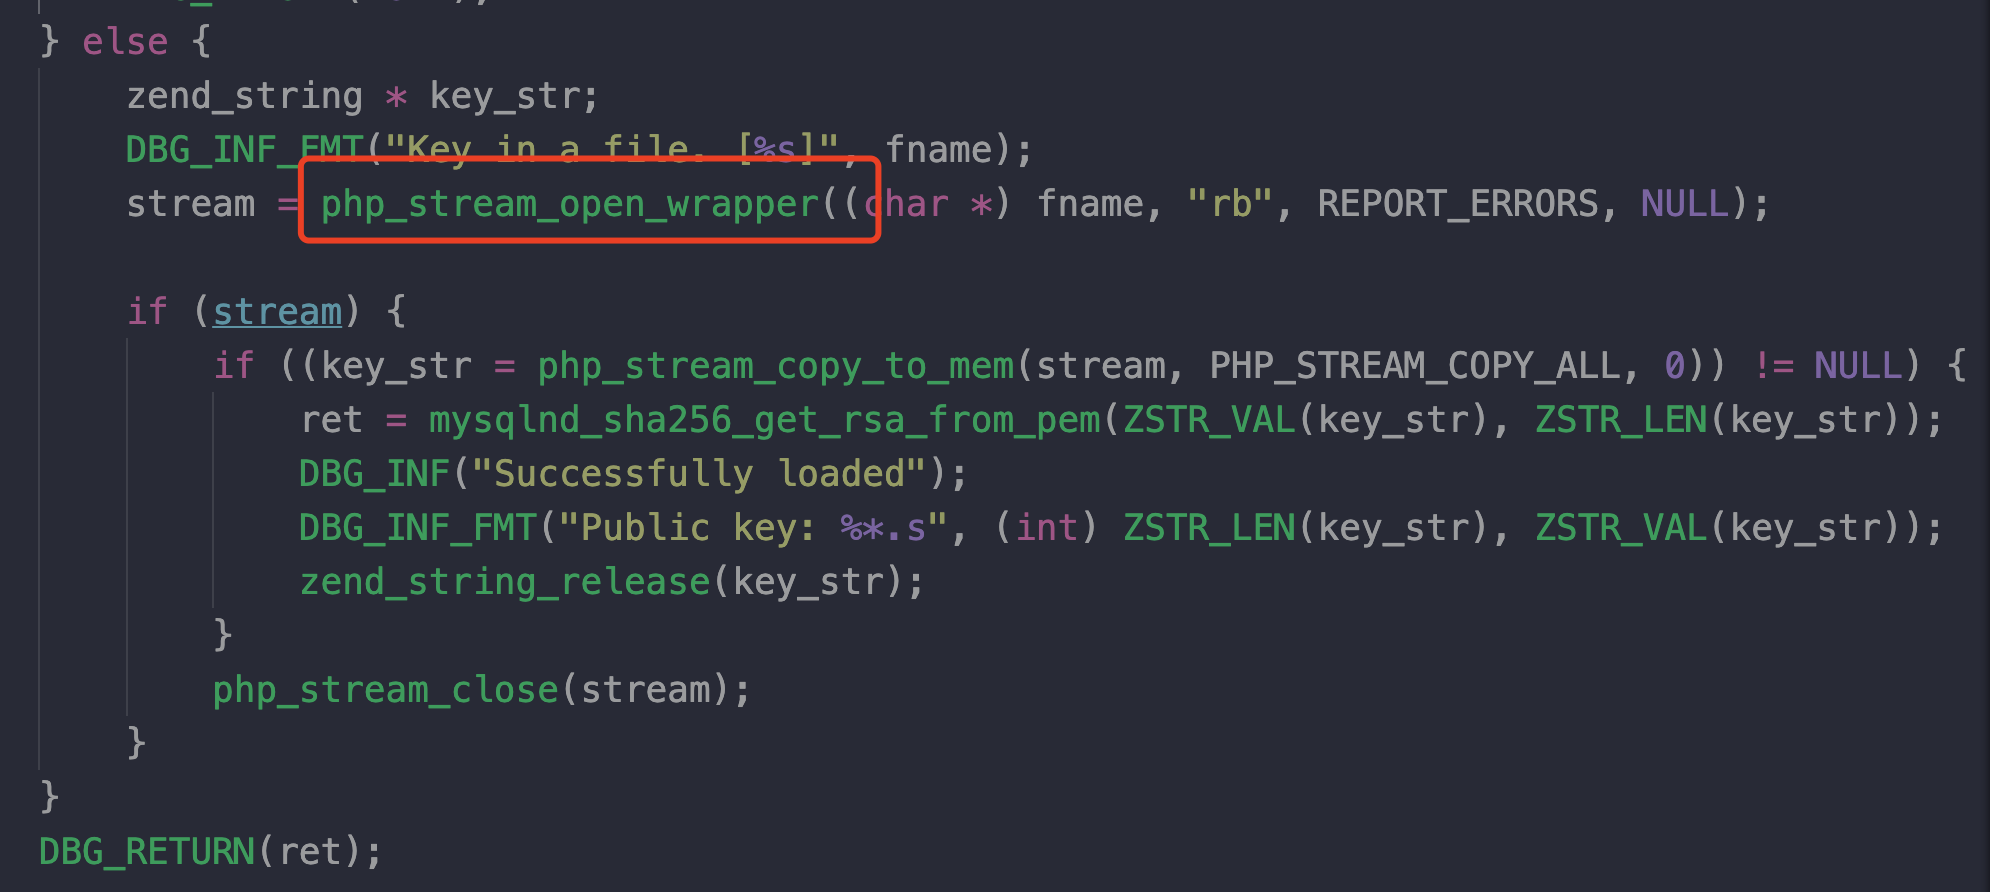 } else {
zend_string * key_str;
DBG_INF_FMT("Key in a file. [%s]", fname);
stream = php_stream_open_wrapper((char *) fname, "rb", REPORT_ERRORS, NULL);
if (stream) {
if ((key_str = php_stream_copy_to_mem(stream, PHP_STREAM_COPY_ALL, 0)) != NULL) {
ret = mysqlnd_sha256_get_rsa_from_pem(ZSTR_VAL(key_str), ZSTR_LEN(key_str));
DBG_INF("Successfully loaded");
DBG_INF_FMT("Public key: %*.s", (int) ZSTR_LEN(key_str), ZSTR_VAL(key_str));
zend_string_release(key_str);
}
php_stream_close(stream);
}
}
DBG_RETURN(ret);